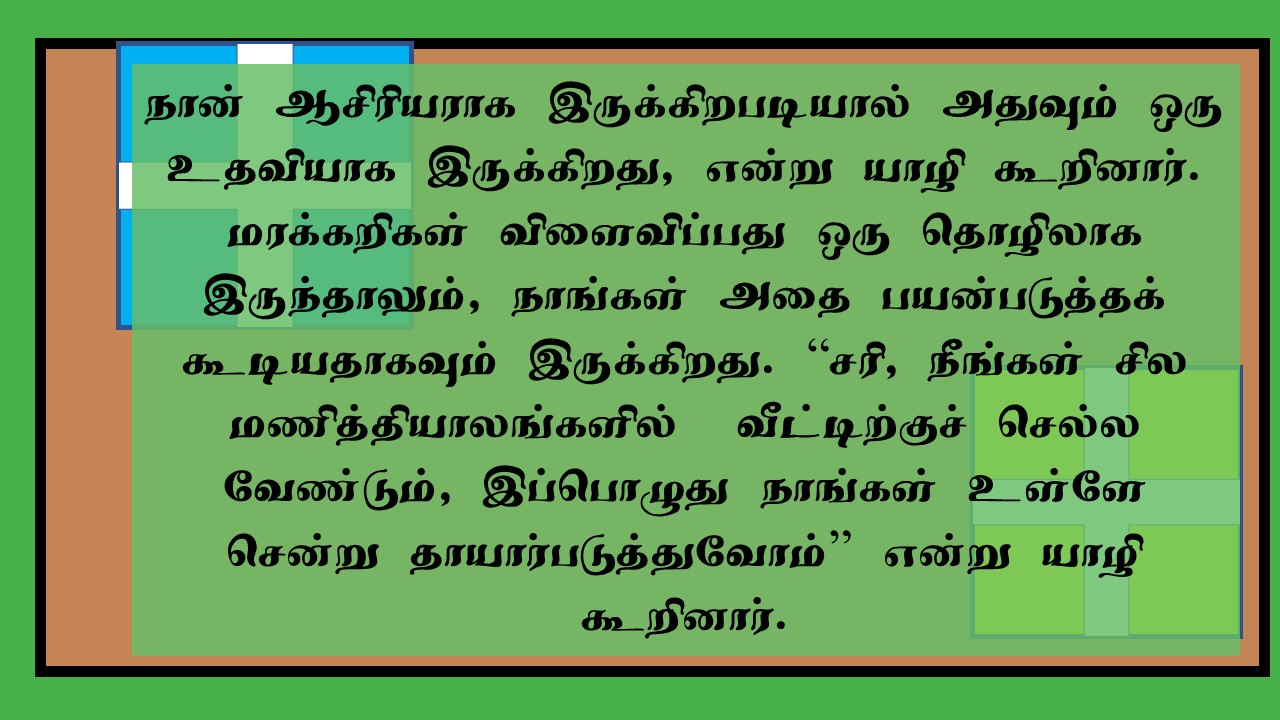 நான் ஆசிரியராக இருக்கிறபடியால் அதுவும் ஒரு
உதவியாக இருக்கிறது, என்று யாழி கூறினார்.
மரக்கறிகள் விளைவிப்பது ஒரு தொழிலாக
இருந்தாலும், நாங்கள் அதை பயன்படுத்தக்
கூடியதாகவும் இருக்கிறது. “சரி, நீங்கள் சில
மணித்தியாலங்களில் வீட்டிற்குச் செல்ல
வேண்டும், இப்பொழுது நாங்கள் உள்ளே
சென்று தாயார்படுத்துவோம்” என்று யாழி
கூறினார்.